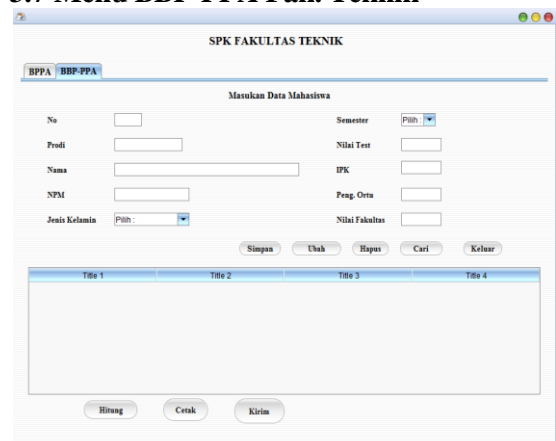 3.7 Menu BBP-PPA Fak. Teknik
SPK FAKULTAS TEKNIK
BPPA BBP-PPA
Masukan Data Mahasiswa
No Semester Pilih :
Prodi Nilai Test
Nama IPK
NPM Peng. Ortu
Jenis Kelamin Pilih : Nilai Fakultas
Simpan Ubah Hapus Cari Keluar
Title 1 Title 2 Title 3 Title 4
Hitung Cetak Kirim